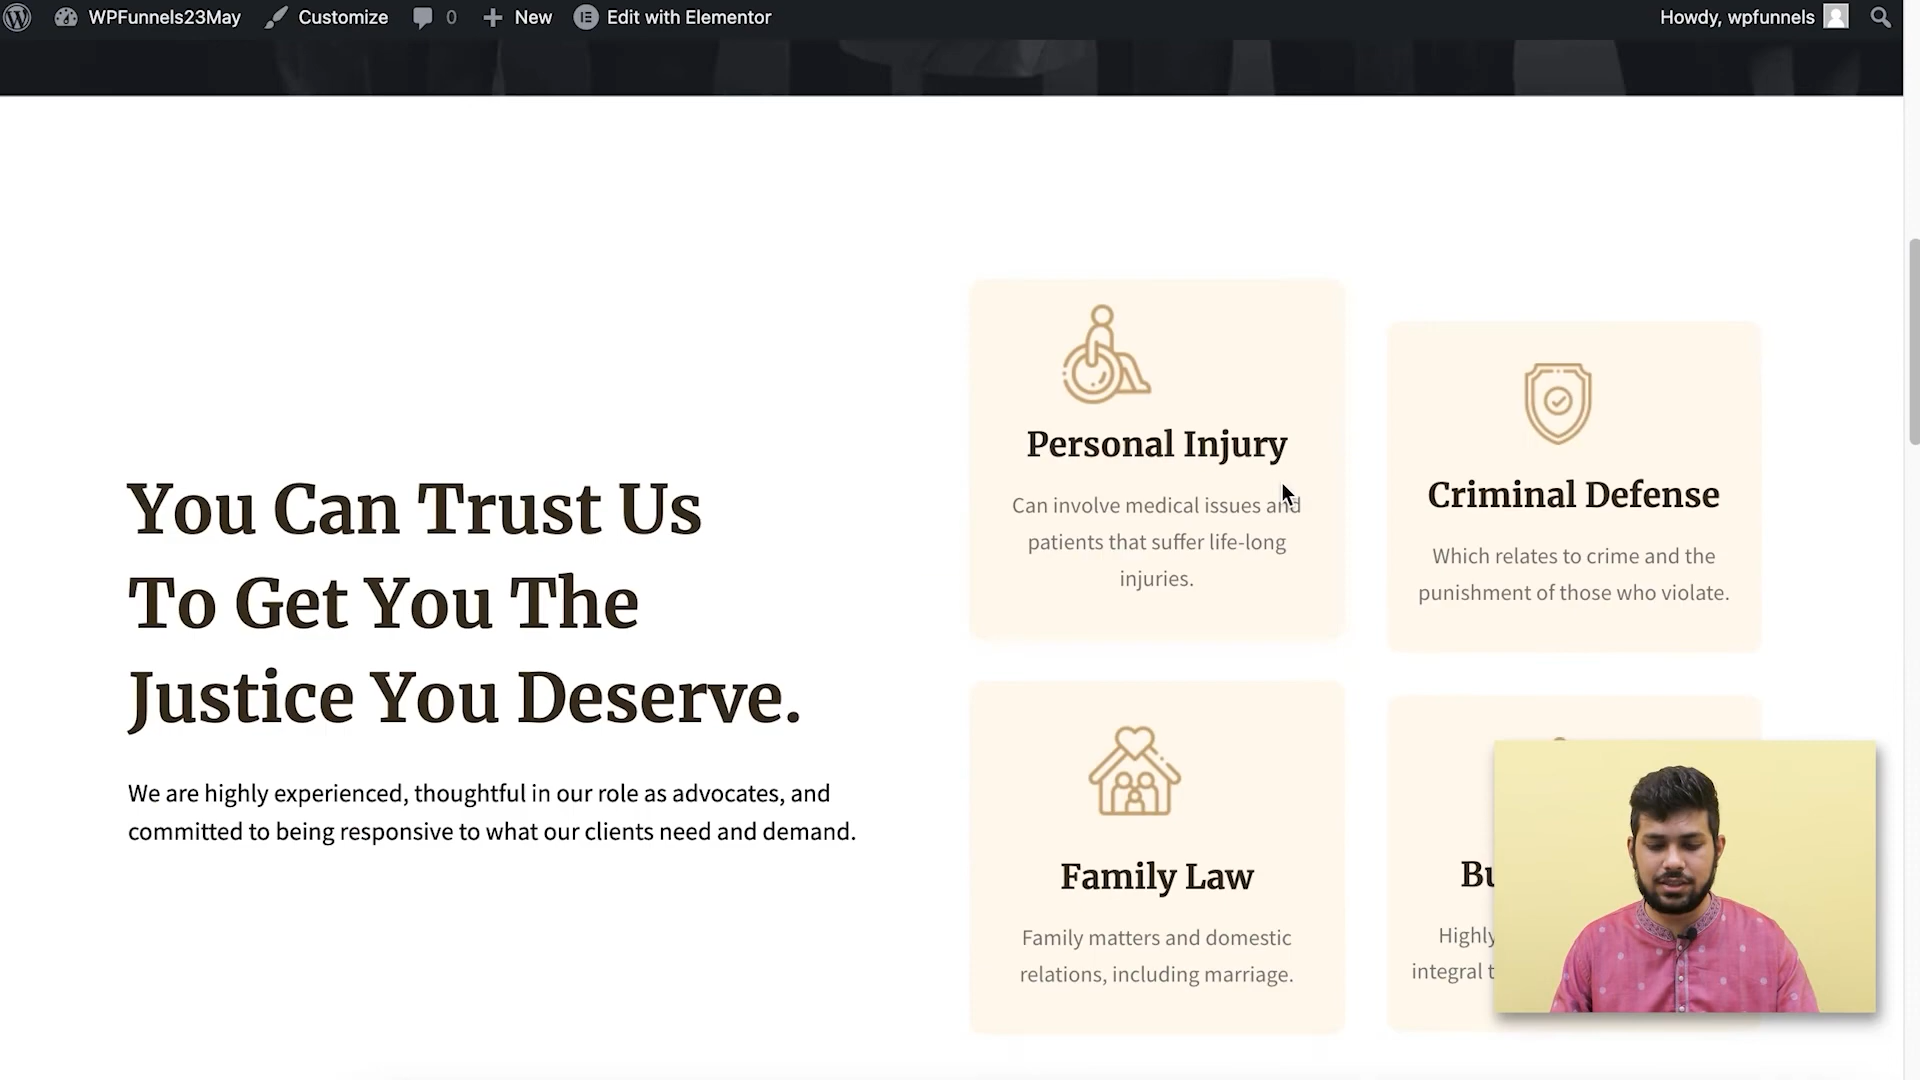 WPFunnels23May Customize 0 New Edit with Elementor Howdy, wpfunnels
You Can Trust Us
To Get You The
Justice You Deserve.
We are highly experienced, thoughtful in our role as advocates, and
committed to being responsive to what our clients need and demand.
Personal Injury
Can involve medical issues and
patients that suffer life-long
injuries.
Criminal Defense
Which relates to crime and the
punishment of those who violate.
Family Law
Family matters and domestic
relations, including marriage.
Highly
integral